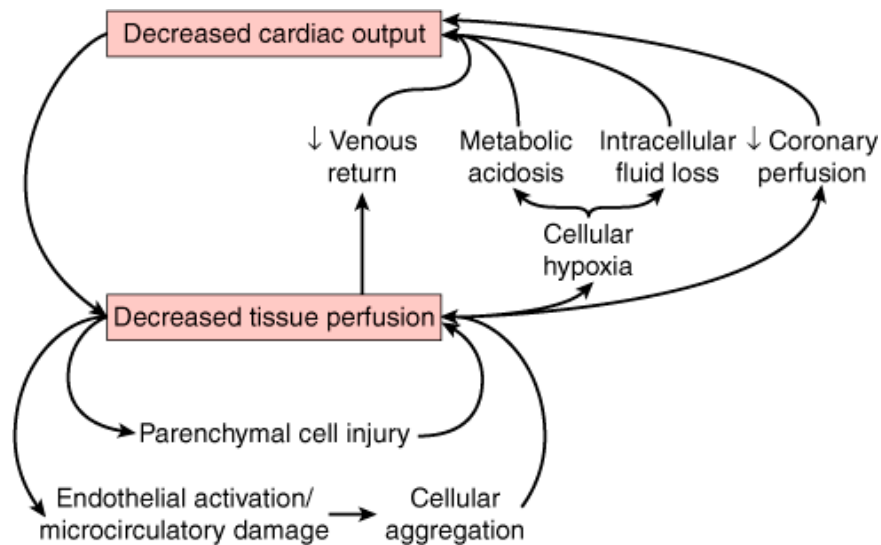 Decreased cardiac output
↓ Venous
return
Metabolic
acidosis
Intracellular
fluid loss
↓ Coronary
perfusion
Cellular
hypoxia
Decreased tissue perfusion
Parenchymal cell injury
Endothelial activation/
microcirculatory damage
Cellular
aggregation